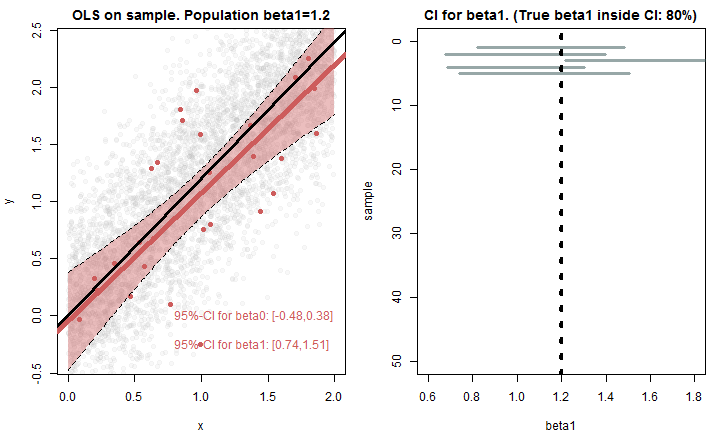 OLS on sample. Population beta1=1.2
2.5
2.0
1.5
1.0
0.5
0.0
-0.5
y
95%-CI for beta0: [-0.48,0.38]
95%-CI for beta1: [0.74,1.51]
0.0 0.5 1.0 1.5 2.0
x
CI for beta1. (True beta1 inside CI: 80%)
0
10
20
30
40
50
sample
0.6 0.8 1.0 1.2 1.4 1.6 1.8
beta1